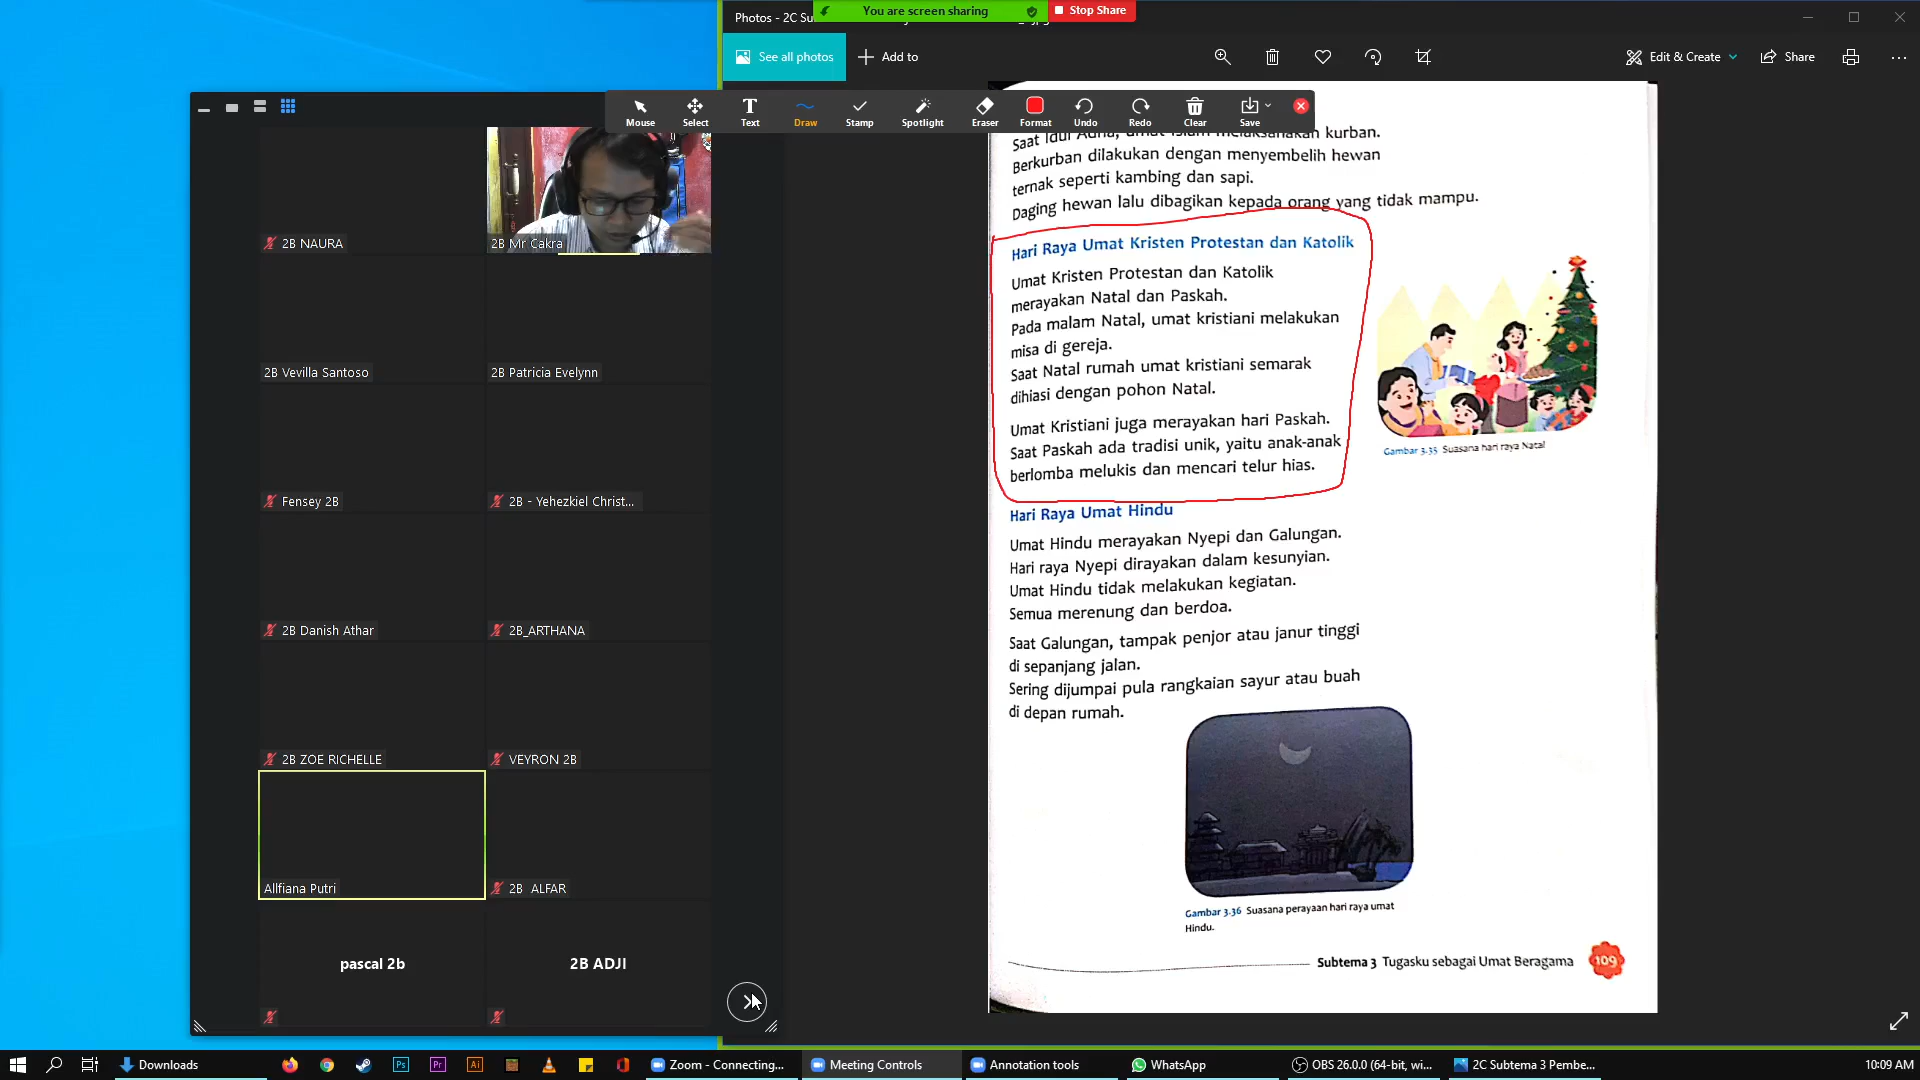 Photos - 2C Su
You are screen sharing
Stop Share
See all photos
Add to
Edit & Create
Share
Mouse
Select
Text
Draw
Stamp
Spotlight
Eraser
Format
Undo
Redo
Clear
Save
2B NAURA
2B Mr Cakra
2B Vevilla Santoso
2B Patricia Evelynn
Fensey 2B
2B - Yehezkiel Christ...
2B Danish Athar
2B_ARTHANA
2B ZOE RICHELLE
VEYRON 2B
Allfiana Putri
2B ALFAR
pascal 2b
2B ADJI
Saat Idul Adha, umat Islam melaksanakan kurban.
Berkurban dilakukan dengan menyembelih hewan
ternak seperti kambing dan sapi.
Daging hewan lalu dibagikan kepada orang yang tidak mampu.
Hari Raya Umat Kristen Protestan dan Katolik
Umat Kristen Protestan dan Katolik
merayakan Natal dan Paskah.
Pada malam Natal, umat kristiani melakukan
misa di gereja.
Saat Natal rumah umat kristiani semarak
dihiasi dengan pohon Natal.
Umat Kristiani juga merayakan hari Paskah.
Saat Paskah ada tradisi unik, yaitu anak-anak
berlomba melukis dan mencari telur hias.
Gambar 3.35 Suasana hari raya Natal
Hari Raya Umat Hindu
Umat Hindu merayakan Nyepi dan Galungan.
Hari raya Nyepi dirayakan dalam kesunyian.
Umat Hindu tidak melakukan kegiatan.
Semua merenung dan berdoa.
Saat Galungan, tampak penjor atau janur tinggi
di sepanjang jalan.
Sering dijumpai pula rangkaian sayur atau buah
di depan rumah.
Gambar 3.36 Suasana perayaan hari raya umat
Hindu.
Subtema 3 Tugasku sebagai Umat Beragama
109
Downloads
Ps
Pr
Ai
Zoom - Connecting...
Meeting Controls
Annotation tools
WhatsApp
OBS 26.0.0 (64-bit, wi...
2C Subtema 3 Pembe...
10:09 AM